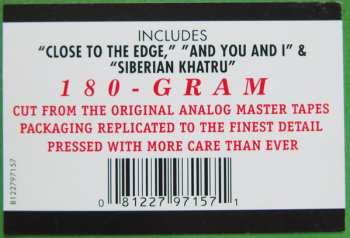 INCLUDES
"CLOSE TO THE EDGE," "AND YOU AND I" &
"SIBERIAN KHATRU"
180-GRAM
CUT FROM THE ORIGINAL ANALOG MASTER TAPES
PACKAGING REPLICATED TO THE FINEST DETAIL
PRESSED WITH MORE CARE THAN EVER
8122797157
0 81227 97157 1